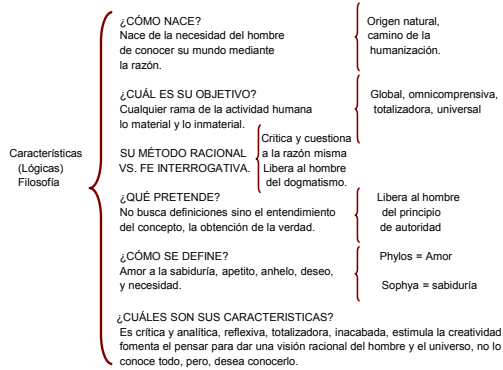 Características
(Lógicas)
Filosofía
¿CÓMO NACE?
Nace de la necesidad del hombre
de conocer su mundo mediante
la razón.
Origen natural,
camino de la
humanización.
¿CUÁL ES SU OBJETIVO?
Cualquier rama de la actividad humana
lo material y lo inmaterial.
Global, omnicomprensiva,
totalizadora, universal
SU MÉTODO RACIONAL
VS. FE INTERROGATIVA.
Critica y cuestiona
a la razón misma
Libera al hombre
del dogmatismo.
¿QUÉ PRETENDE?
No busca definiciones sino el entendimiento
del concepto, la obtención de la verdad.
Libera al hombre
del principio
de autoridad
¿CÓMO SE DEFINE?
Amor a la sabiduría, apetito, anhelo, deseo,
y necesidad.
Phylos = Amor
Sophya = sabiduría
¿CUÁLES SON SUS CARACTERISTICAS?
Es crítica y analítica, reflexiva, totalizadora, inacabada, estimula la creatividad
fomenta el pensar para dar una visión racional del hombre y el universo, no lo
conoce todo, pero, desea conocerlo.